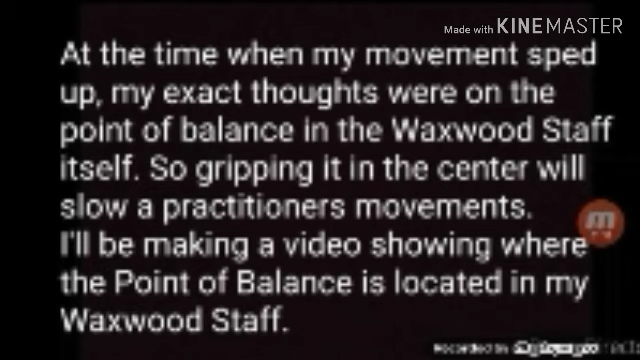 Made with KINEMASTER
At the time when my movement sped
up, my exact thoughts were on the
point of balance in the Waxwood Staff
itself. So gripping it in the center will
slow a practitioners movements.
I'll be making a video showing where
the Point of Balance is located in my
Waxwood Staff.
Recorded by